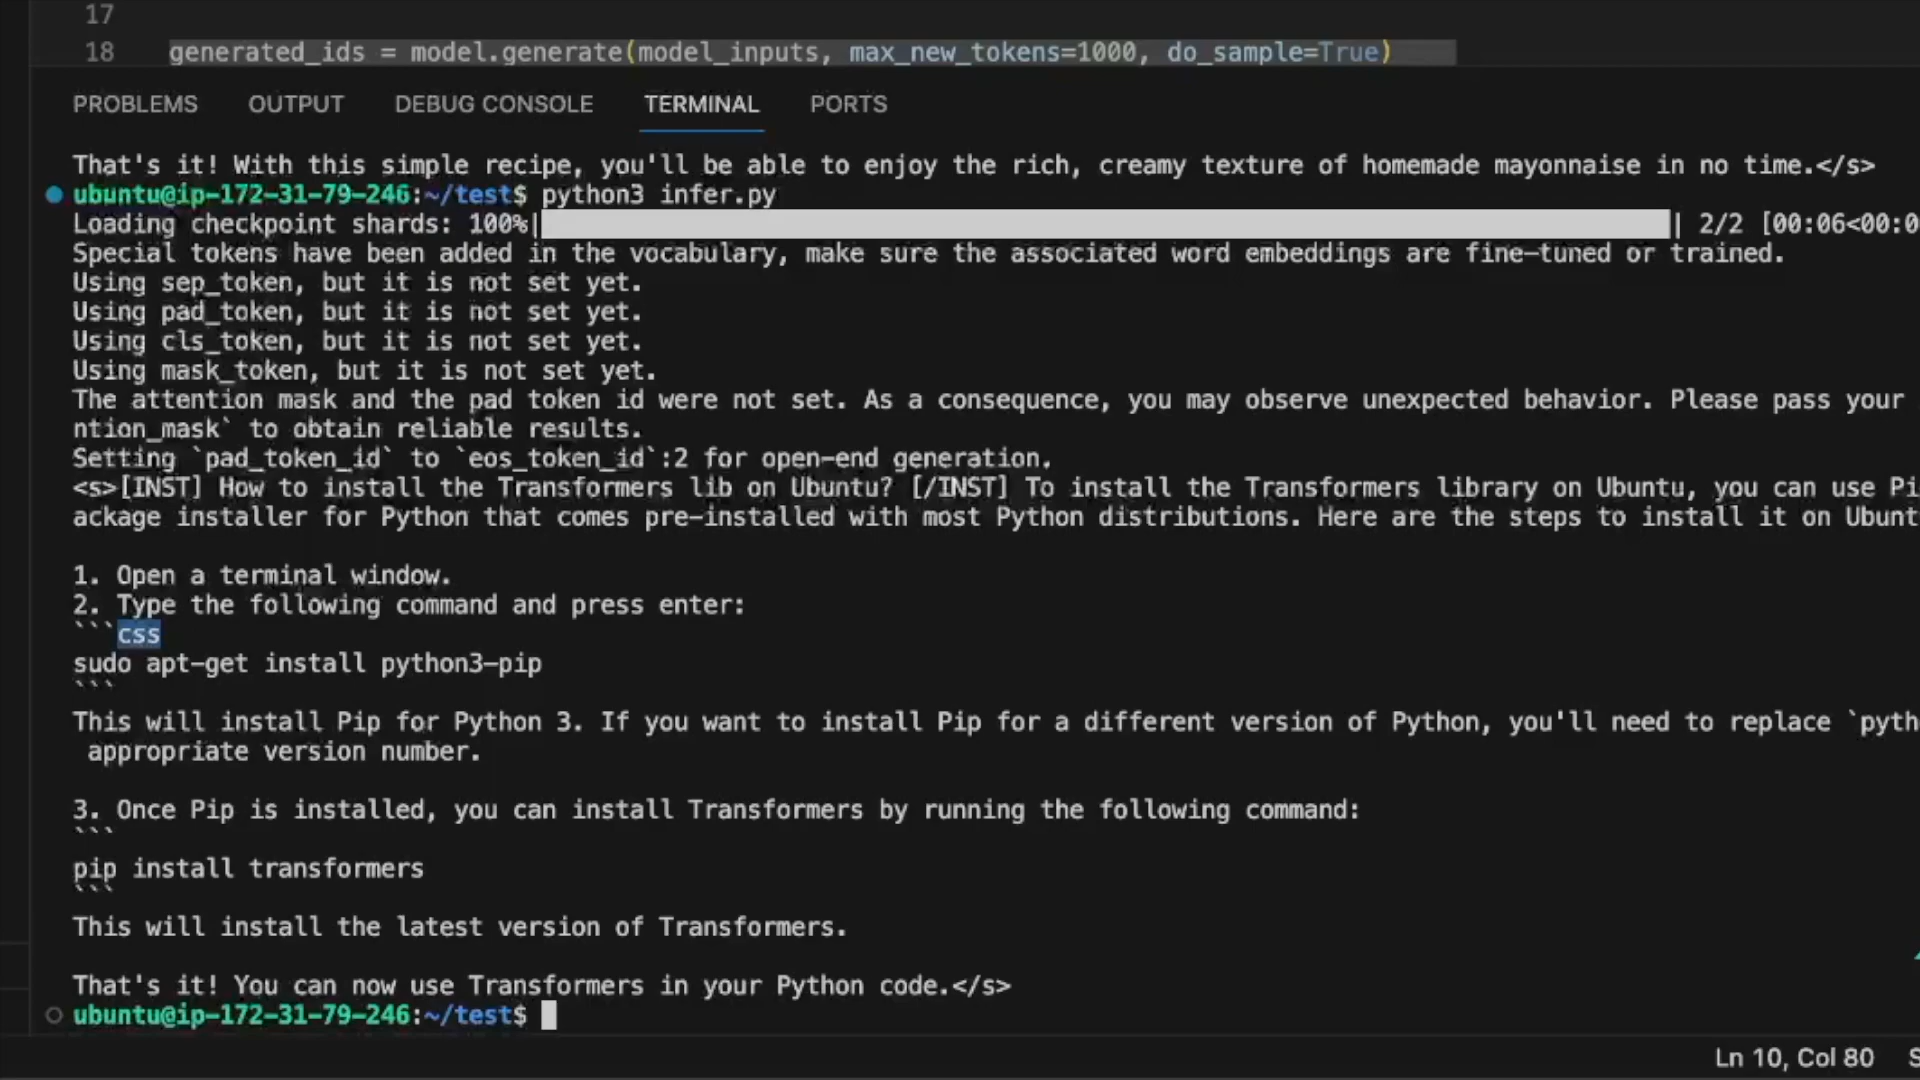 17
18 generated_ids = model.generate(model_inputs, max_new_tokens=1000, do_sample=True)
PROBLEMS OUTPUT DEBUG CONSOLE TERMINAL PORTS
That's it! With this simple recipe, you'll be able to enjoy the rich, creamy texture of homemade mayonnaise in no time.</s>
ubuntu@ip-172-31-79-246:~/test$ python3 infer.py
Loading checkpoint shards: 100%| | 2/2 [00:06<00:0
Special tokens have been added in the vocabulary, make sure the associated word embeddings are fine-tuned or trained.
Using sep_token, but it is not set yet.
Using pad_token, but it is not set yet.
Using cls_token, but it is not set yet.
Using mask_token, but it is not set yet.
The attention mask and the pad token id were not set. As a consequence, you may observe unexpected behavior. Please pass your
ntion_mask` to obtain reliable results.
Setting `pad_token_id` to `eos_token_id`:2 for open-end generation.
<s>[INST] How to install the Transformers lib on Ubuntu? [/INST] To install the Transformers library on Ubuntu, you can use Pi
ackage installer for Python that comes pre-installed with most Python distributions. Here are the steps to install it on Ubunt
1. Open a terminal window.
2. Type the following command and press enter:
```css
sudo apt-get install python3-pip
```
This will install Pip for Python 3. If you want to install Pip for a different version of Python, you'll need to replace `pyth
appropriate version number.
3. Once Pip is installed, you can install Transformers by running the following command:
```
pip install transformers
```
This will install the latest version of Transformers.
That's it! You can now use Transformers in your Python code.</s>
ubuntu@ip-172-31-79-246:~/test$
Ln 10, Col 80 S